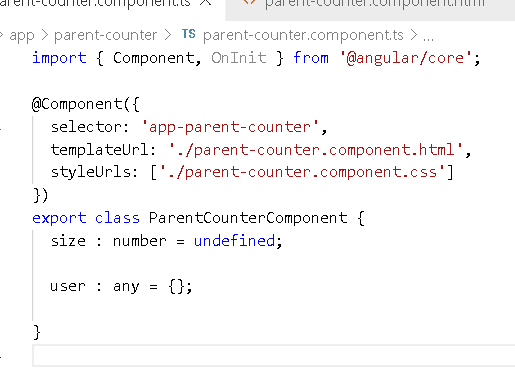 arent-counter.component.ts × <> parent-counter.component.html
> app > parent-counter > TS parent-counter.component.ts > ...
import { Component, OnInit } from '@angular/core';
@Component({
selector: 'app-parent-counter',
templateUrl: './parent-counter.component.html',
styleUrls: ['./parent-counter.component.css']
})
export class ParentCounterComponent {
size : number = undefined;
user : any = {};
}